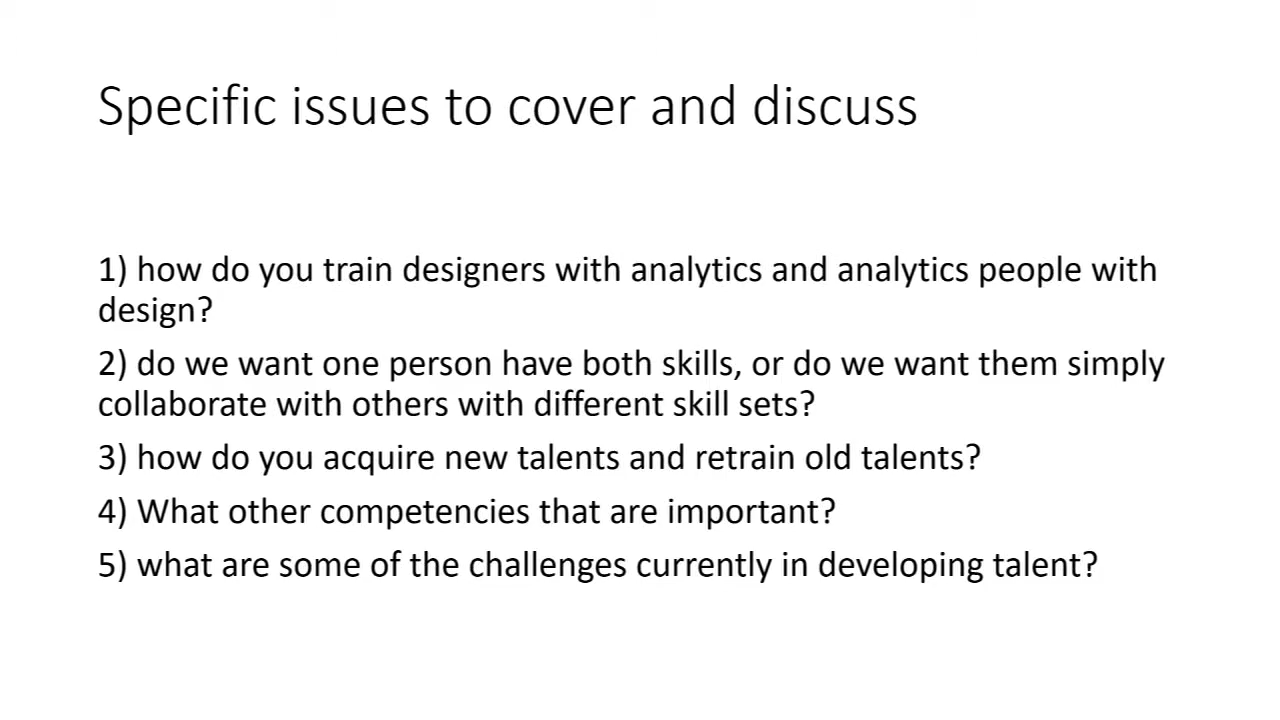 Specific issues to cover and discuss
1) how do you train designers with analytics and analytics people with
design?
2) do we want one person have both skills, or do we want them simply
collaborate with others with different skill sets?
3) how do you acquire new talents and retrain old talents?
4) What other competencies that are important?
5) what are some of the challenges currently in developing talent?